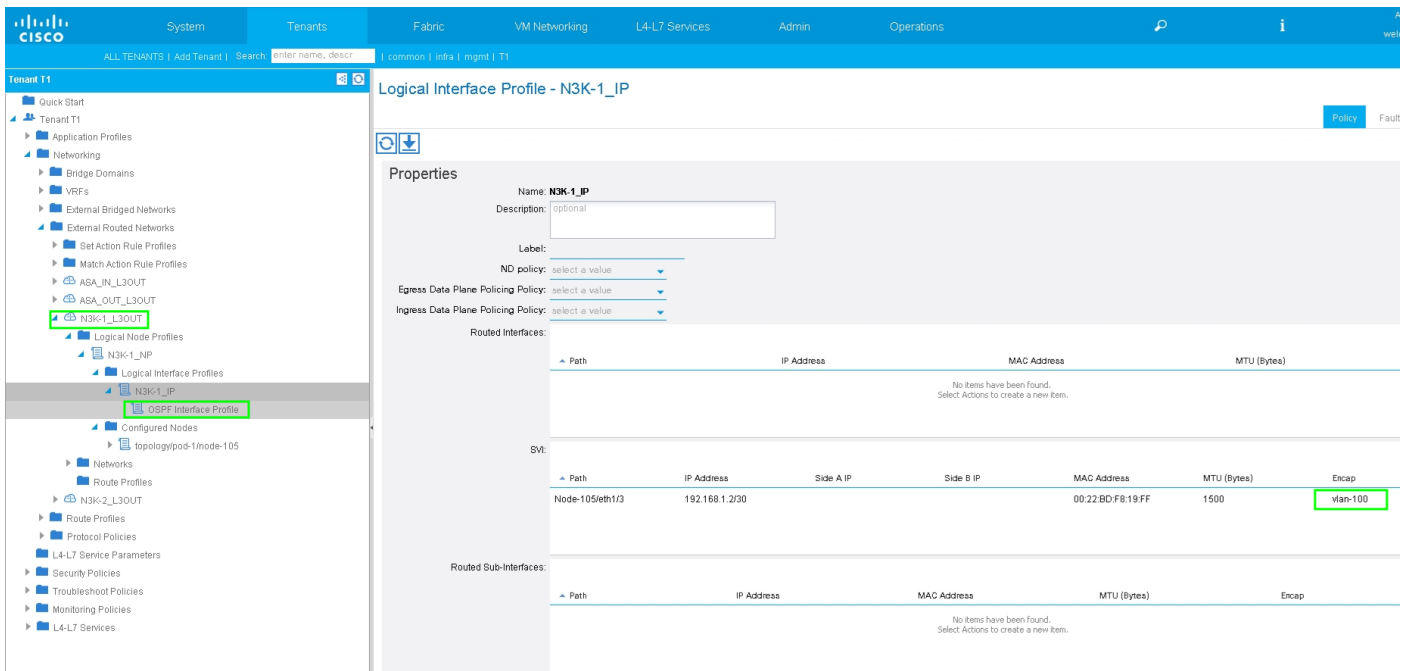 CISCO
System Tenants Fabric VM Networking L4-L7 Services Admin Operations i A
wel
ALL TENANTS | Add Tenant | Search: enter name, descr | common | infra | mgmt | T1
Tenant T1
Quick Start
Tenant T1
Application Profiles
Networking
Bridge Domains
VRFs
External Bridged Networks
External Routed Networks
Set Action Rule Profiles
Match Action Rule Profiles
ASA_IN_L3OUT
ASA_OUT_L3OUT
N3K-1_L3OUT
Logical Node Profiles
N3K-1_NP
Logical Interface Profiles
N3K-1_IP
OSPF Interface Profile
Configured Nodes
topology/pod-1/node-105
Networks
Route Profiles
N3K-2_L3OUT
Route Profiles
Protocol Policies
L4-L7 Service Parameters
Security Policies
Troubleshoot Policies
Monitoring Policies
L4-L7 Services
Logical Interface Profile - N3K-1_IP
Policy Fault
Properties
Name: N3K-1_IP
Description: optional
Label:
ND policy: select a value
Egress Data Plane Policing Policy: select a value
Ingress Data Plane Policing Policy: select a value
Routed Interfaces:
Path IP Address MAC Address MTU (Bytes)
No items have been found.
Select Actions to create a new item.
SVI:
Path IP Address Side A IP Side B IP MAC Address MTU (Bytes) Encap
Node-105/eth1/3 192.168.1.2/30 00:22:BD:F8:19:FF 1500 vlan-100
Routed Sub-Interfaces:
Path IP Address MAC Address MTU (Bytes) Encap
No items have been found.
Select Actions to create a new item.